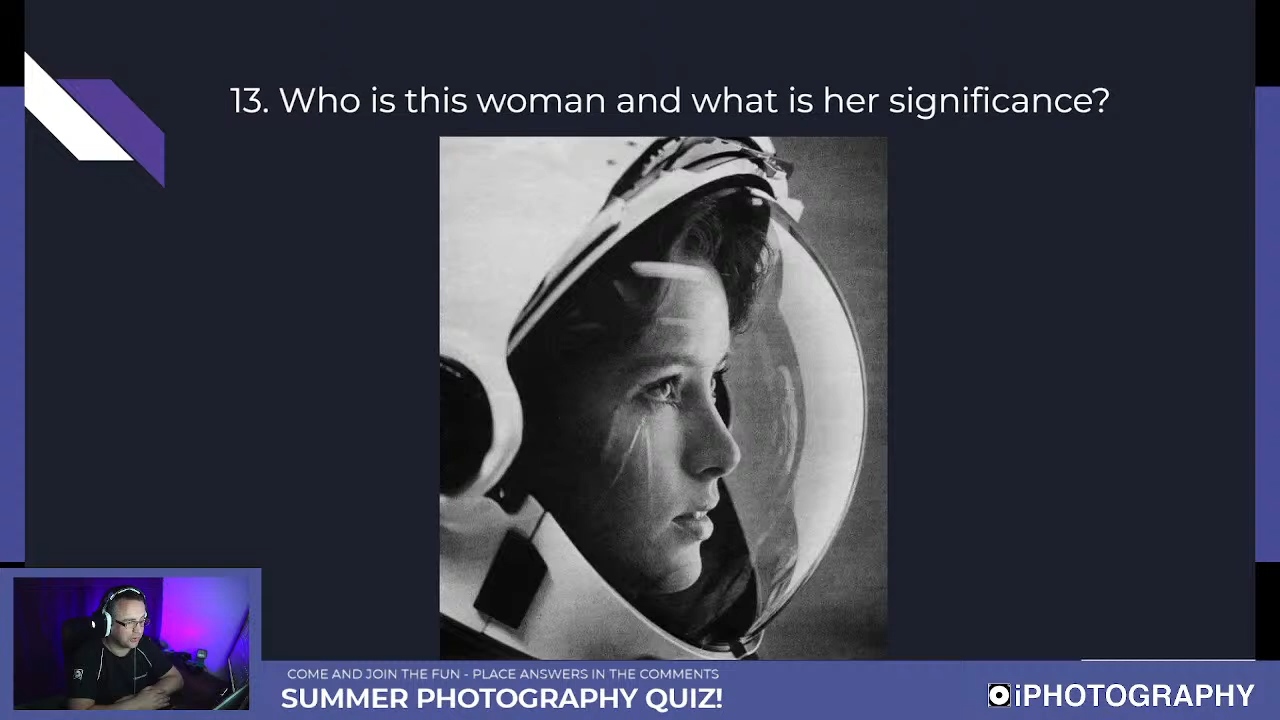 13. Who is this woman and what is her significance?
COME AND JOIN THE FUN - PLACE ANSWERS IN THE COMMENTS
SUMMER PHOTOGRAPHY QUIZ!
iPHOTOGRAPHY